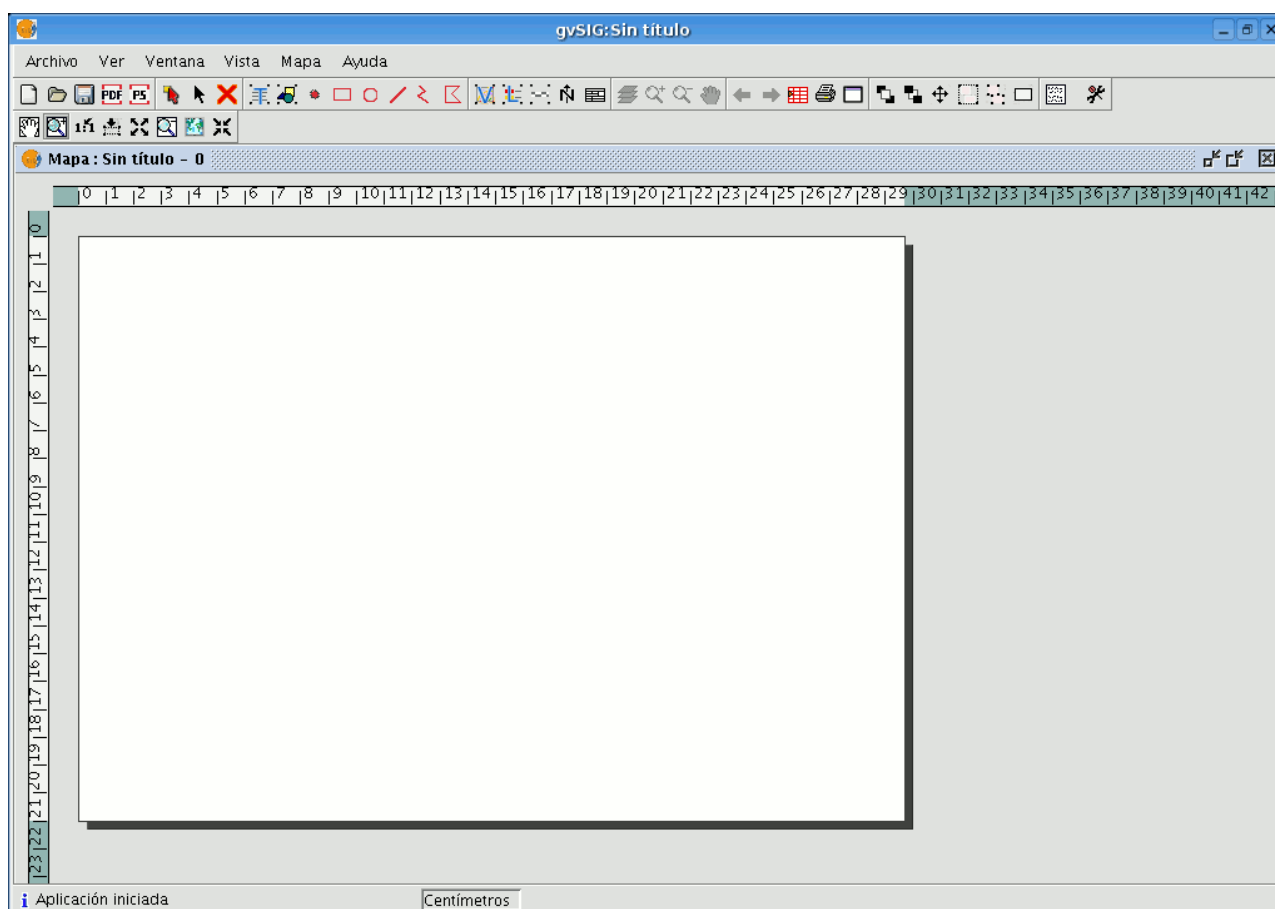 gvSIG:Sin título
Archivo Ver Ventana Vista Mapa Ayuda
PDF PS
1:1
Mapa : Sin título - 0
0 1 2 3 4 5 6 7 8 9 10 11 12 13 14 15 16 17 18 19 20 21 22 23 24 25 26 27 28 29 30 31 32 33 34 35 36 37 38 39 40 41 42
0 1 2 3 4 5 6 7 8 9 10 11 12 13 14 15 16 17 18 19 20 21 22 23
Aplicación iniciada Centímetros